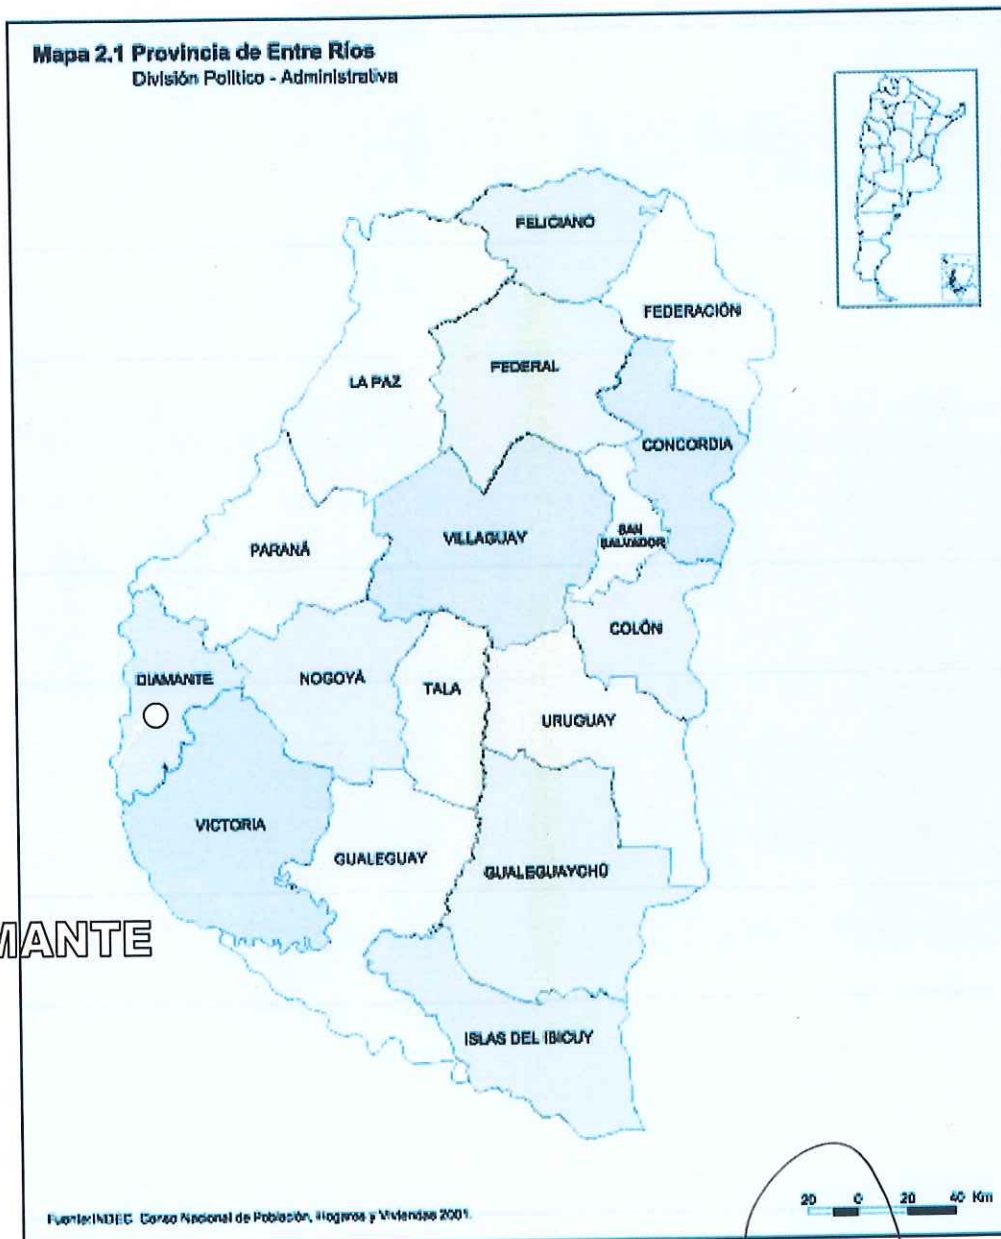 Mapa 2.1 Provincia de Entre Ríos
División Político - Administrativa
FELICIANO
FEDERACIÓN
FEDERAL
LA PAZ
CONCORDIA
VILLAGUAY
SAN
SALVADOR
PARANÁ
COLÓN
DIAMANTE
NOGOYÁ
TALA
URUGUAY
VICTORIA
GUALEGUAY
GUALEGUAYCHÚ
MANTE
ISLAS DEL IBICUY
20 0 20 40 Km
Fuente: INDEC. Censo Nacional de Población, Hogares y Viviendas 2001.